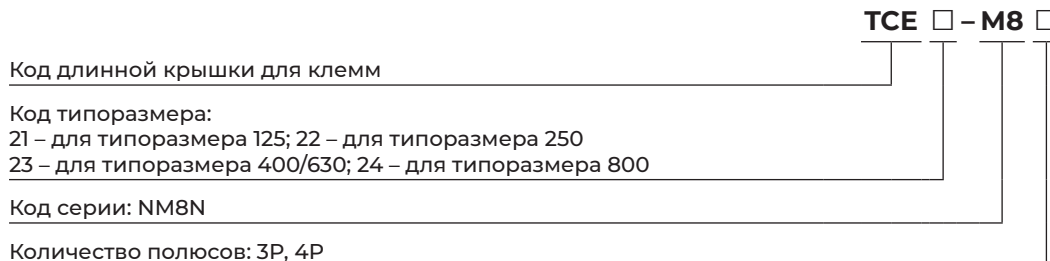 TCE □ – M8 □
Код длинной крышки для клемм
Код типоразмера:
21 – для типоразмера 125; 22 – для типоразмера 250
23 – для типоразмера 400/630; 24 – для типоразмера 800
Код серии: NM8N
Количество полюсов: 3P, 4P